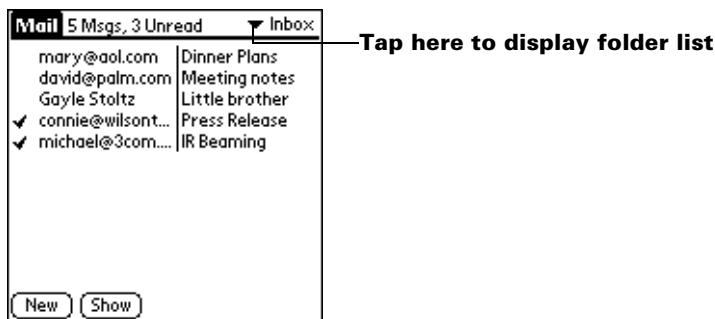 Mail 5 Msgs, 3 Unread Inbox
Tap here to display folder list
mary@aol.com Dinner Plans
david@palm.com Meeting notes
Gayle Stoltz Little brother
✔ connie@wilsont... Press Release
✔ michael@3com.... IR Beaming
New Show